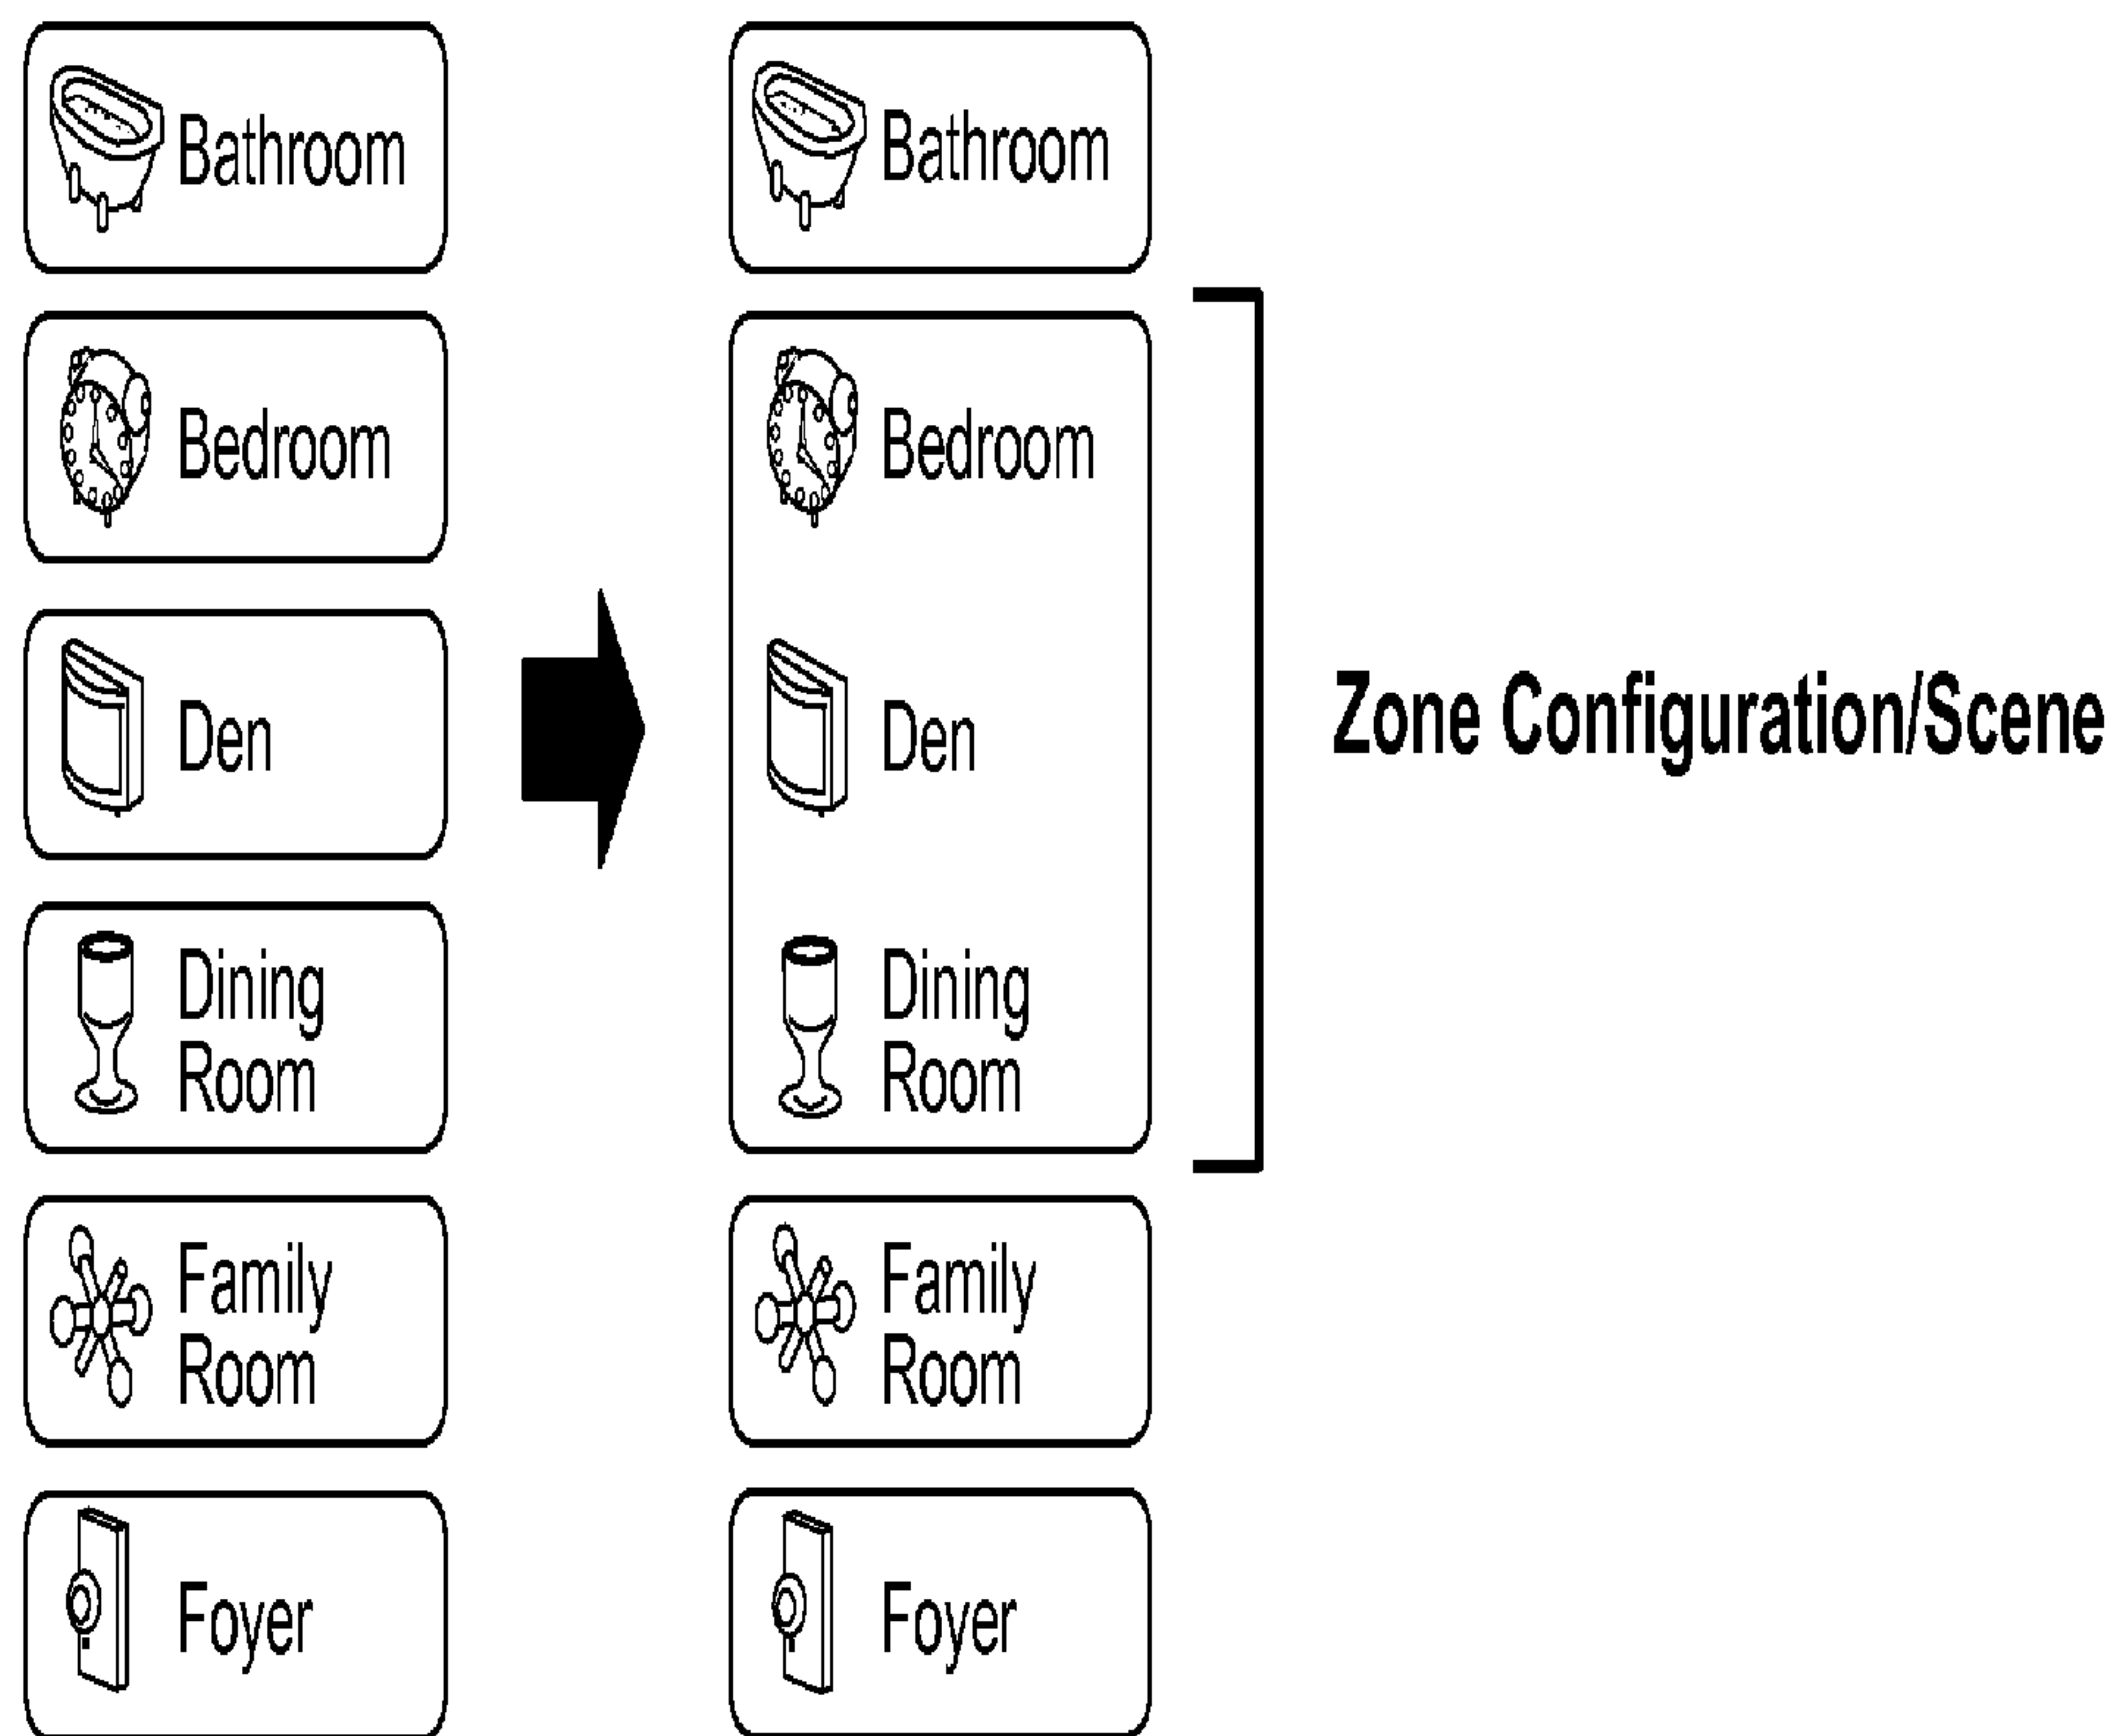 Bathroom
Bedroom
Den
Dining
Room
Family
Room
Foyer
Bathroom
Bedroom
Den
Dining
Room
Family
Room
Foyer
Zone Configuration/Scene